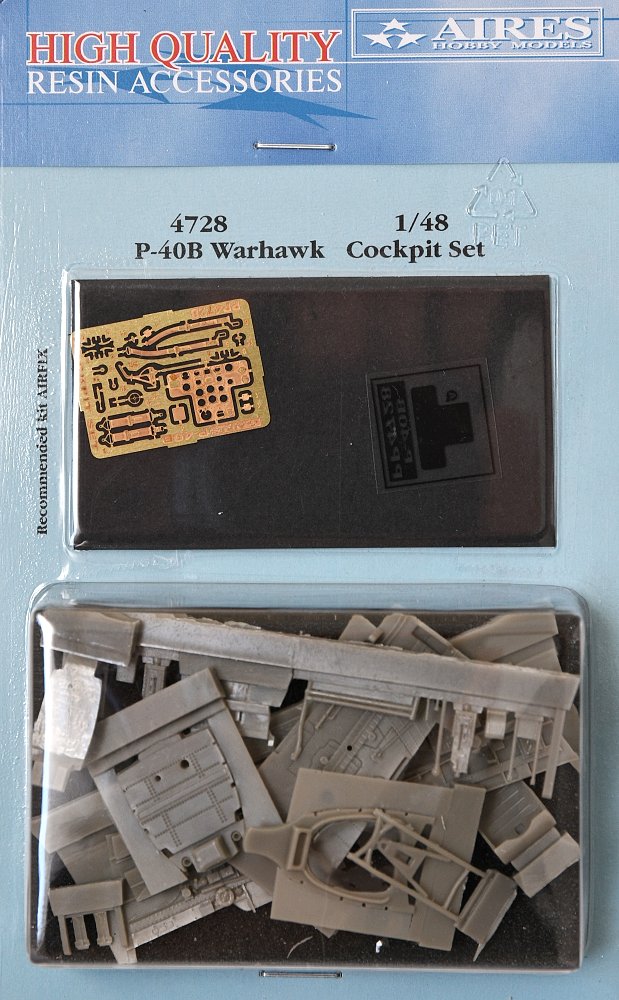 HIGH QUALITY
RESIN ACCESSORIES
AIRES
HOBBY MODELS
4728 1/48
P-40B Warhawk Cockpit Set
PET
Recommended kit AIRFIX